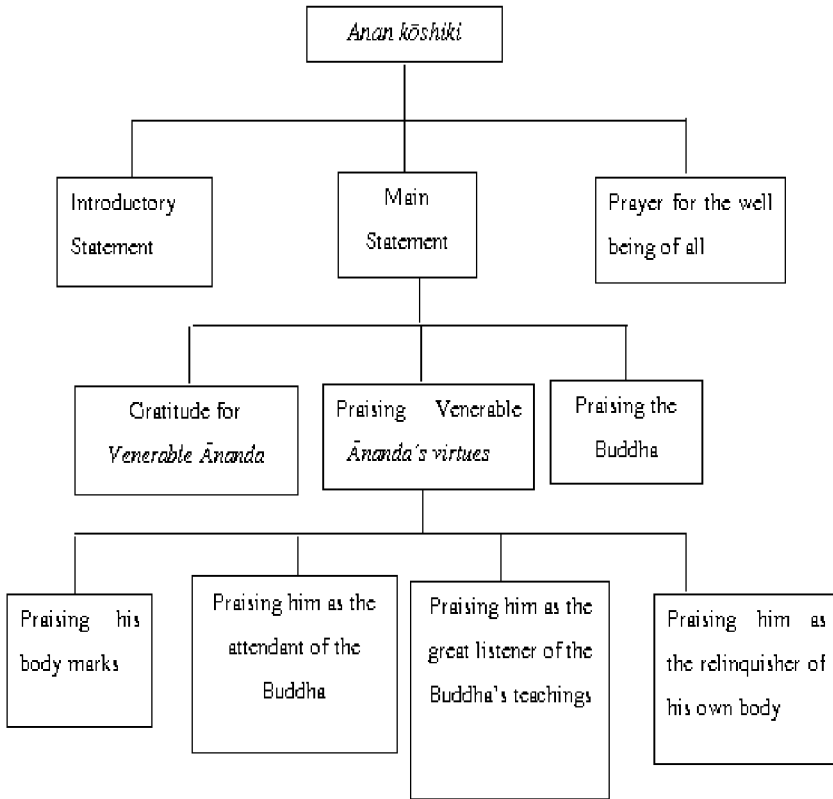 Anan kōshiki
Introductory
Statement
Main
Statement
Prayer for the well
being of all
Gratitude for
Venerable Ānanda
Praising Venerable
Ānanda's virtues
Praising the
Buddha
Praising his
body marks
Praising him as the
attendant of the
Buddha
Praising him as the
great listener of the
Buddha's teachings
Praising him as
the relinquisher of
his own body